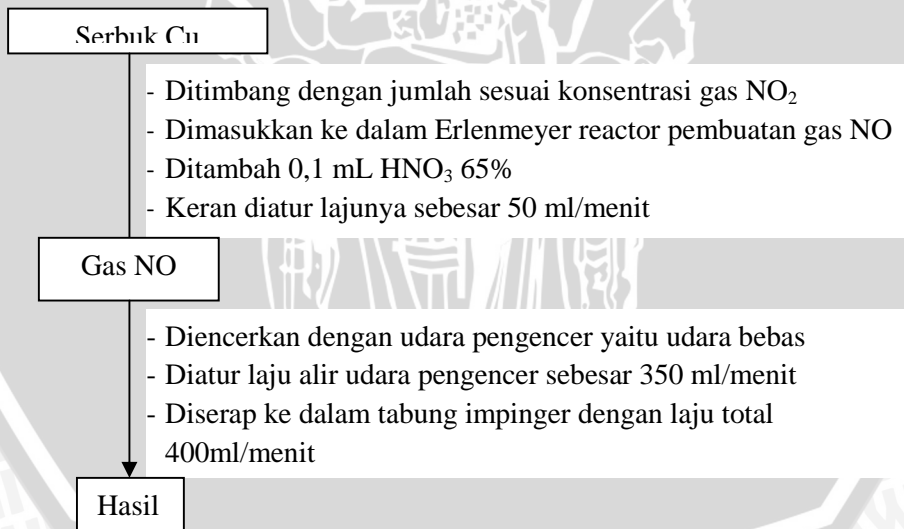 Serbuk Cu
- Ditimbang dengan jumlah sesuai konsentrasi gas NO₂
- Dimasukkan ke dalam Erlenmeyer reactor pembuatan gas NO
- Ditambah 0,1 mL HNO₃ 65%
- Keran diatur lajunya sebesar 50 ml/menit
Gas NO
- Diencerkan dengan udara pengencer yaitu udara bebas
- Diatur laju alir udara pengencer sebesar 350 ml/menit
- Diserap ke dalam tabung impinger dengan laju total
400ml/menit
Hasil